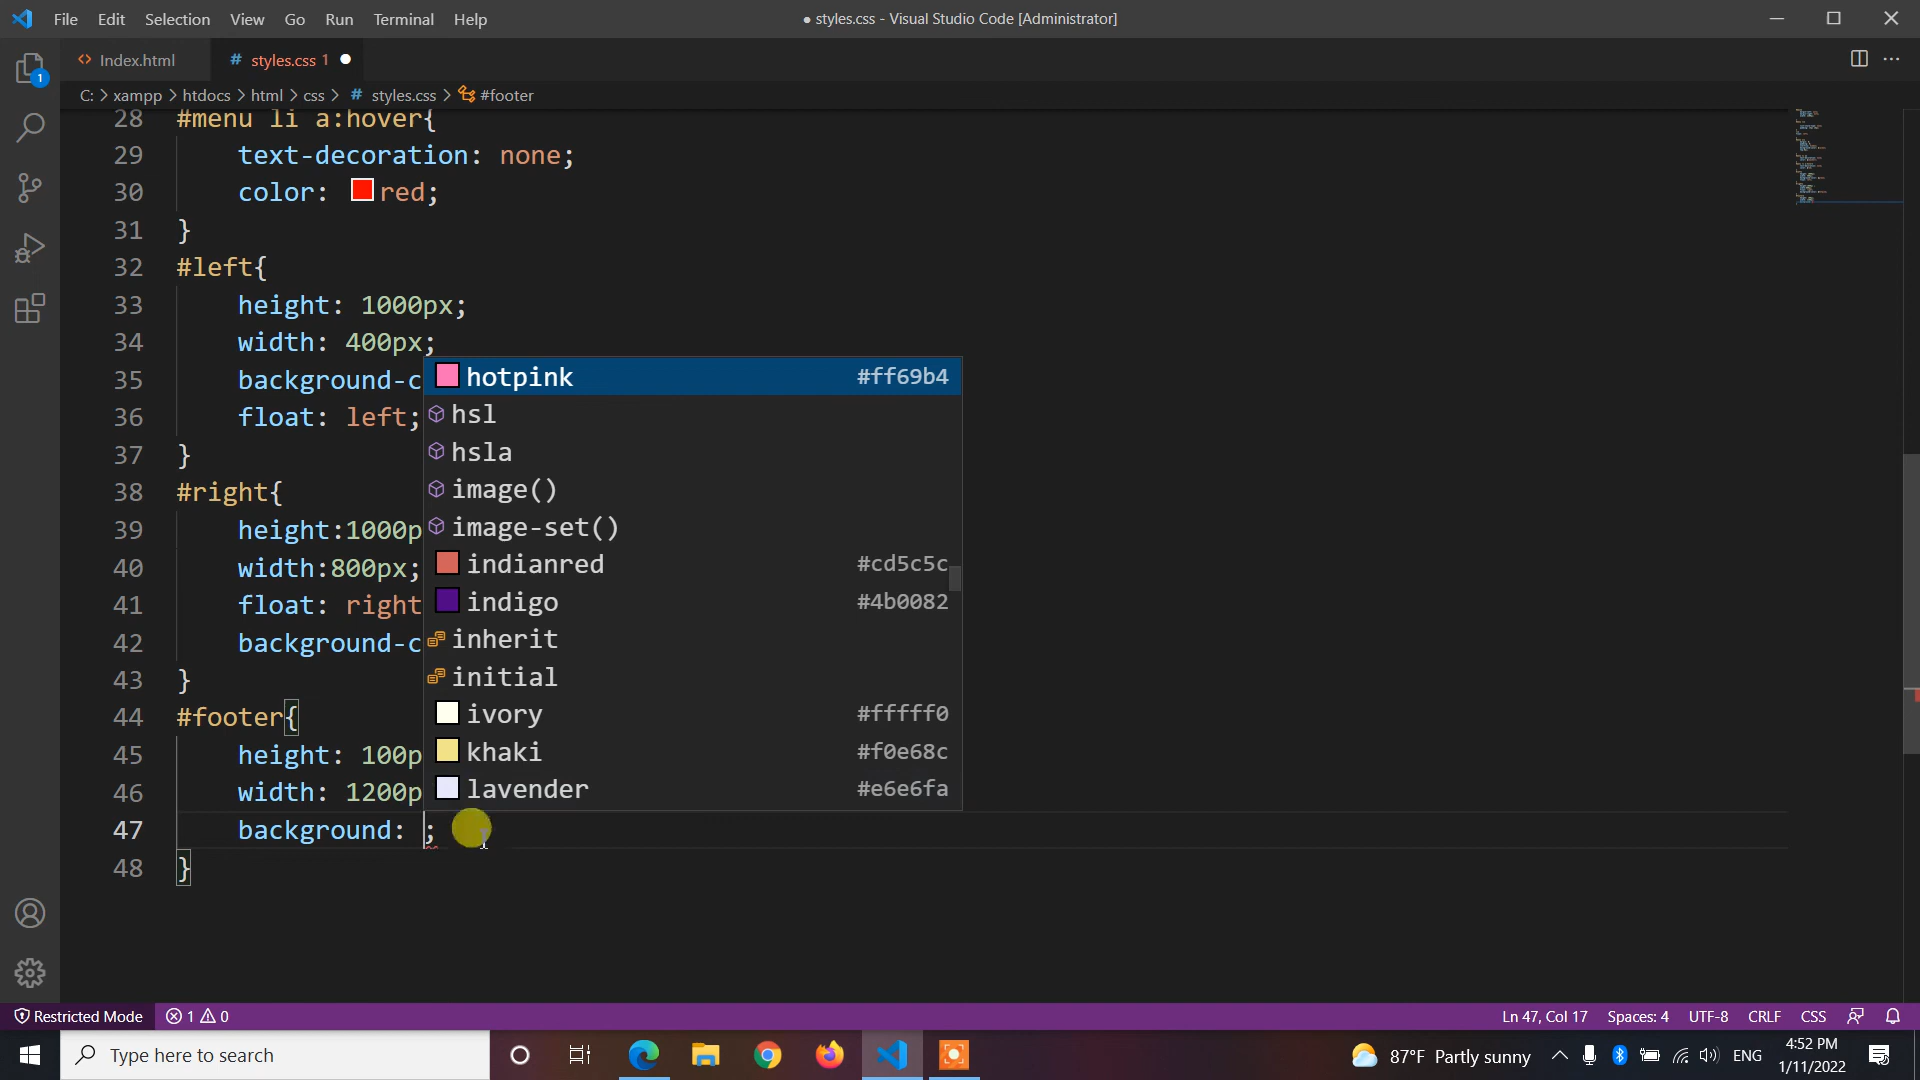 File Edit Selection View Go Run Terminal Help
● styles.css - Visual Studio Code [Administrator]
Index.html
# styles.css 1 ●
C: > xampp > htdocs > html > css > # styles.css > #footer
28 #menu li a:hover{
29 text-decoration: none;
30 color: red;
31 }
32 #left{
33 height: 1000px;
34 width: 400px;
35 background-c
36 float: left;
37 }
38 #right{
39 height:1000p
40 width:800px;
41 float: right
42 background-c
43 }
44 #footer{
45 height: 100p
46 width: 1200p
47 background: ;
48 }
hotpink #ff69b4
hsl
hsla
image()
image-set()
indianred #cd5c5c
indigo #4b0082
inherit
initial
ivory #fffff0
khaki #f0e68c
lavender #e6e6fa
1
Restricted Mode 1 0
Ln 47, Col 17 Spaces: 4 UTF-8 CRLF CSS
Type here to search
87°F Partly sunny ENG
4:52 PM
1/11/2022